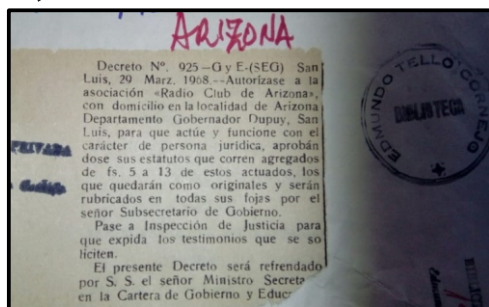 ARIZONA
Decreto Nº. 925—G y E-(SEG) San
Luis, 29 Marz. 1968.--Autorízase a la
asociación «Radio Club de Arizona»,
con domicilio en la localidad de Arizona
Departamento Gobernador Dupuy, San
Luis, para que actúe y funcione con el
carácter de persona jurídica, aprobán
dose sus estatutos que corren agregados
de fs. 5 a 13 de estos actuados, los
que quedarán como originales y serán
rubricados en todas sus fojas por el
señor Subsecretario de Gobierno.
Pase a Inspección de Justicia para
que expida los testimonios que se so
liciten.
El presente Decreto será refrendado
por S. S. el señor Ministro Secreta
en la Cartera de Gobierno y Educ
PRIVADA
EDMUNDO TELLO CORNEJO
BIBLIOTECA